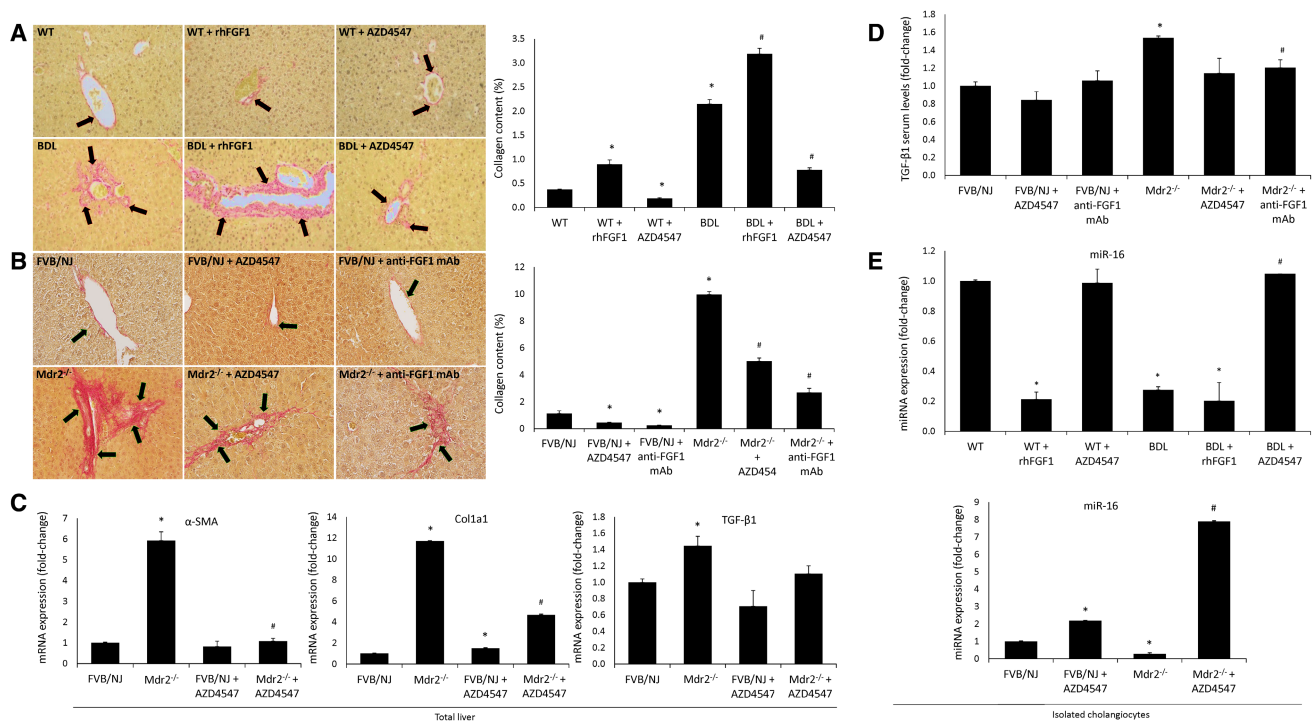 A
WT
WT + rhFGF1
WT + AZD4547
BDL
BDL + rhFGF1
BDL + AZD4547
Collagen content (%)
3.5
3.0
2.5
2.0
1.5
1.0
0.5
0.0
*
*
*
#
#
WT
WT +
rhFGF1
WT +
AZD4547
BDL
BDL +
rhFGF1
BDL +
AZD4547
B
FVB/NJ
FVB/NJ + AZD4547
FVB/NJ + anti-FGF1 mAb
Mdr2-/-
Mdr2-/- + AZD4547
Mdr2-/- + anti-FGF1 mAb
Collagen content (%)
12
10
8
6
4
2
0
*
*
*
#
#
FVB/NJ
FVB/NJ +
AZD4547
FVB/NJ +
anti-FGF1
mAb
Mdr2-/-
Mdr2-/-
+
AZD454
Mdr2-/- +
anti-FGF1
mAb
C
α-SMA
mRNA expression (fold-change)
7
6
5
4
3
2
1
0
*
#
FVB/NJ
Mdr2-/-
FVB/NJ +
AZD4547
Mdr2-/- +
AZD4547
Col1a1
mRNA expression (fold-change)
14
12
10
8
6
4
2
0
*
*
#
FVB/NJ
Mdr2-/-
FVB/NJ +
AZD4547
Mdr2-/- +
AZD4547
TGF-β1
mRNA expression (fold-change)
1.8
1.6
1.4
1.2
1.0
0.8
0.6
0.4
0.2
0.0
*
FVB/NJ
Mdr2-/-
FVB/NJ +
AZD4547
Mdr2-/- +
AZD4547
Total liver
D
TGF-β1 serum levels (fold-change)
1.8
1.6
1.4
1.2
1.0
0.8
0.6
0.4
0.2
0.0
*
#
FVB/NJ
FVB/NJ +
AZD4547
FVB/NJ +
anti-FGF1
mAb
Mdr2-/-
Mdr2-/- +
AZD4547
Mdr2-/- +
anti-FGF1
mAb
E
miR-16
miRNA expression (fold-change)
1.2
1.0
0.8
0.6
0.4
0.2
0.0
*
*
*
#
WT
WT +
rhFGF1
WT +
AZD4547
BDL
BDL +
rhFGF1
BDL +
AZD4547
miR-16
miRNA expression (fold-change)
9
8
7
6
5
4
3
2
1
0
*
*
#
FVB/NJ
FVB/NJ +
AZD4547
Mdr2-/-
Mdr2-/- +
AZD4547
Isolated cholangiocytes